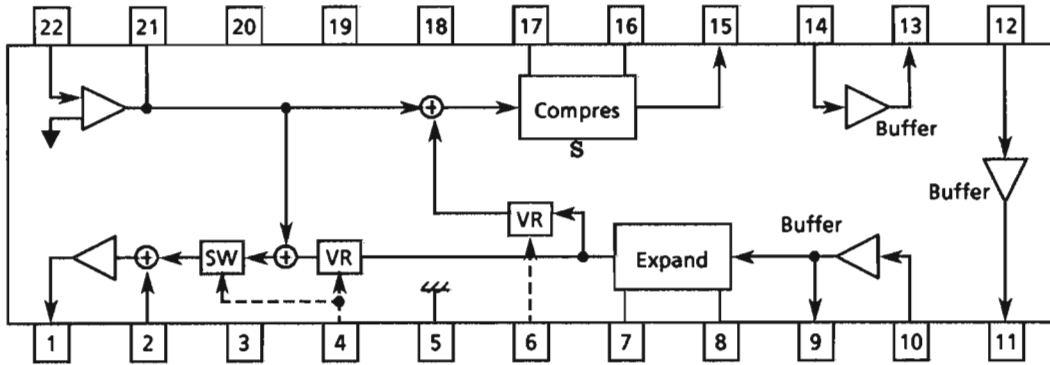 22 21 20 19 18 17 16 15 14 13 12
Compres
s
Buffer
Buffer
VR
Buffer
SW
VR
Expand
1 2 3 4 5 6 7 8 9 10 11